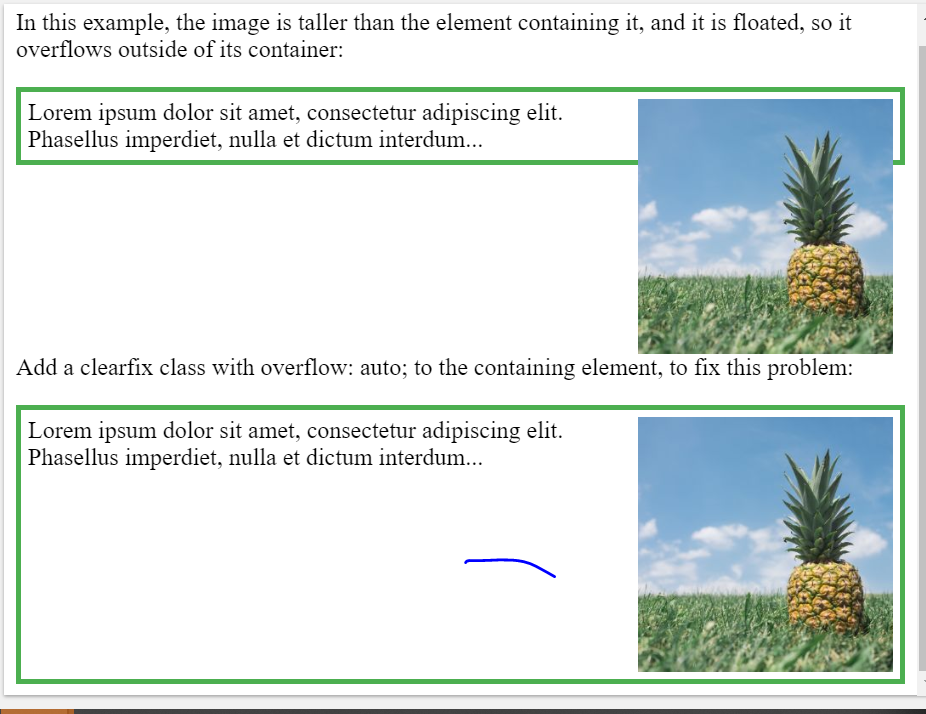 In this example, the image is taller than the element containing it, and it is floated, so it
overflows outside of its container:
Lorem ipsum dolor sit amet, consectetur adipiscing elit.
Phasellus imperdiet, nulla et dictum interdum...
Add a clearfix class with overflow: auto; to the containing element, to fix this problem:
Lorem ipsum dolor sit amet, consectetur adipiscing elit.
Phasellus imperdiet, nulla et dictum interdum...